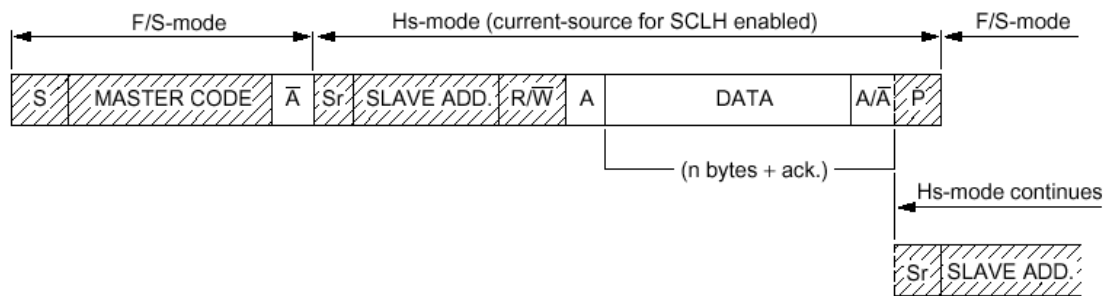 F/S-mode Hs-mode (current-source for SCLH enabled) F/S-mode
S MASTER CODE A̅ Sr SLAVE ADD. R/W̅ A DATA A/A̅ P
(n bytes + ack.)
Hs-mode continues
Sr SLAVE ADD.